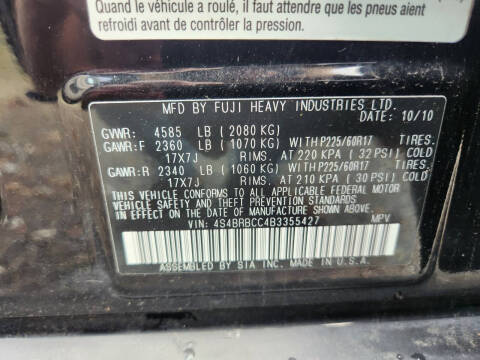 Quand le véhicule a roulé, il faut attendre que les pneus aient
refroidi avant de contrôler la pression.
MFD BY FUJI HEAVY INDUSTRIES LTD.
DATE: 10/10
GVWR: 4585 LB (2080 KG)
GAWR:F 2360 LB (1070 KG) WITH P225/60R17 TIRES.
17X7J RIMS. AT 220 KPA (32 PSI) COLD
GAWR:R 2340 LB (1060 KG) WITH P225/60R17 TIRES.
17X7J RIMS. AT 210 KPA (30 PSI) COLD
THIS VEHICLE CONFORMS TO ALL APPLICABLE FEDERAL MOTOR
VEHICLE SAFETY AND THEFT PREVENTION STANDARDS
IN EFFECT ON THE DATE OF MANUFACTURE SHOWN ABOVE.
VIN: 4S4BRBCC4B3355427 MPV
ASSEMBLED BY SIA INC. MADE IN U.S.A.